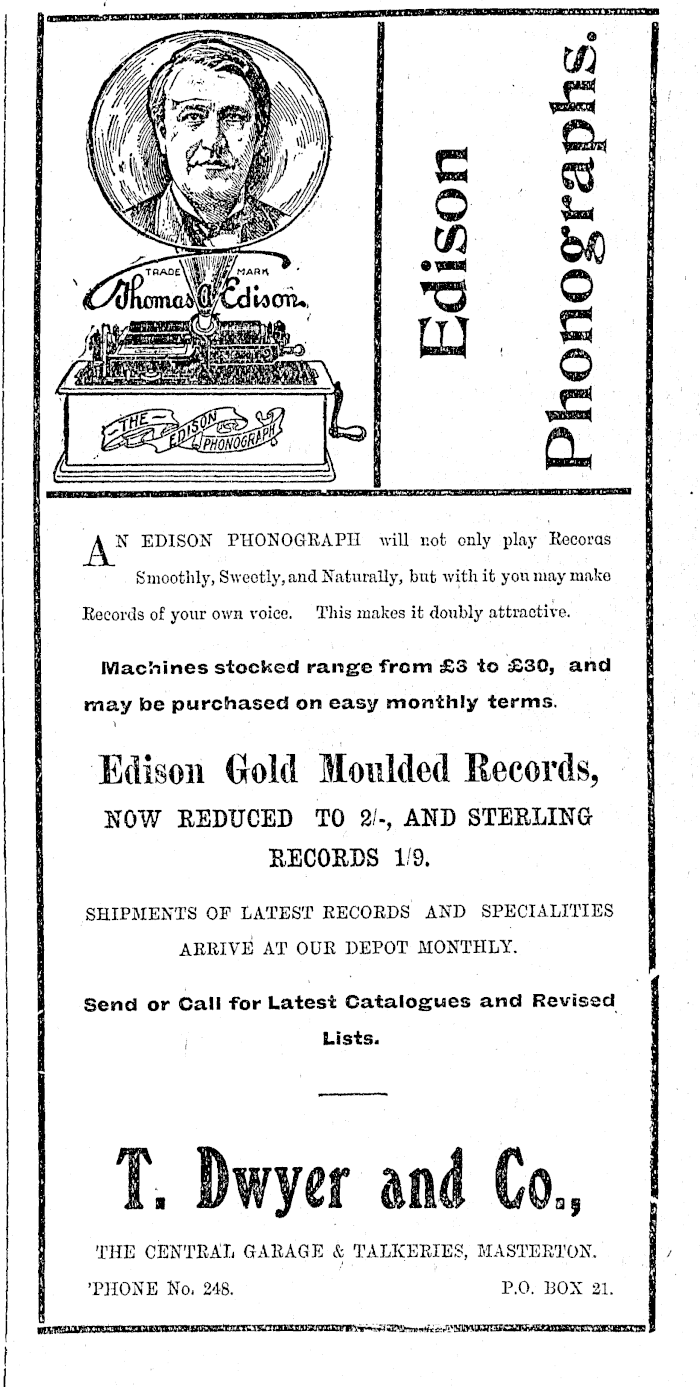 TRADE MARK
Thomas A Edison
THE
EDISON
PHONOGRAPH
Edison
Phonographs.
AN EDISON PHONOGRAPH will not only play Records
Smoothly, Sweetly, and Naturally, but with it you may make
Records of your own voice. This makes it doubly attractive.
Machines stocked range from £3 to £30, and
may be purchased on easy monthly terms.
Edison Gold Moulded Records,
NOW REDUCED TO 2/-, AND STERLING
RECORDS 1/9.
SHIPMENTS OF LATEST RECORDS AND SPECIALITIES
ARRIVE AT OUR DEPOT MONTHLY.
Send or Call for Latest Catalogues and Revised
Lists.
T. Dwyer and Co.,
THE CENTRAL GARAGE & TALKERIES, MASTERTON.
'PHONE No. 248. P.O. BOX 21.